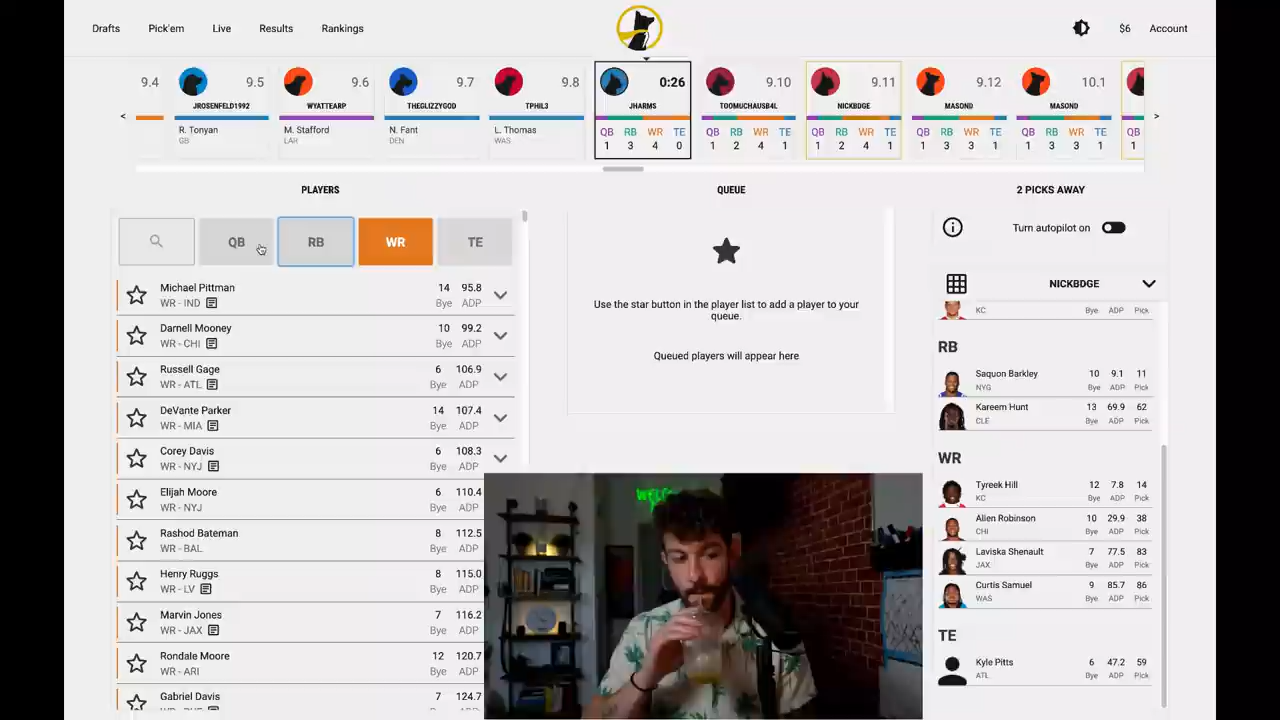 Drafts Pick'em Live Results Rankings $6 Account
9.4 9.5 9.6 9.7 9.8 0:26 9.10 9.11 9.12 10.1
JROSENFELD1992 WYATTEARP THEGLIZZYGOD TPHIL3 JHARMS TOOMUCHAUSB4L NICKBDGE MASOND MASOND
R. Tonyan M. Stafford N. Fant L. Thomas QB RB WR TE QB RB WR TE QB RB WR TE QB RB WR TE QB RB WR TE QB
GB LAR DEN WAS 1 3 4 0 1 2 4 1 1 2 4 1 1 3 3 1 1 3 3 1 1
< >
PLAYERS
QB RB WR TE
Michael Pittman 14 95.8
WR - IND Bye ADP
Darnell Mooney 10 99.2
WR - CHI Bye ADP
Russell Gage 6 106.9
WR - ATL Bye ADP
DeVante Parker 14 107.4
WR - MIA Bye ADP
Corey Davis 6 108.3
WR - NYJ Bye ADP
Elijah Moore 6 110.4
WR - NYJ Bye ADP
Rashod Bateman 8 112.5
WR - BAL Bye ADP
Henry Ruggs 8 115.0
WR - LV Bye ADP
Marvin Jones 7 116.2
WR - JAX Bye ADP
Rondale Moore 12 120.7
WR - ARI Bye ADP
Gabriel Davis 7 124.7
QUEUE
Use the star button in the player list to add a player to your
queue.
Queued players will appear here
2 PICKS AWAY
Turn autopilot on
NICKBDGE
KC Bye ADP Pick
RB
Saquon Barkley 10 9.1 11
NYG Bye ADP Pick
Kareem Hunt 13 69.9 62
CLE Bye ADP Pick
WR
Tyreek Hill 12 7.8 14
KC Bye ADP Pick
Allen Robinson 10 29.9 38
CHI Bye ADP Pick
Laviska Shenault 7 77.5 83
JAX Bye ADP Pick
Curtis Samuel 9 85.7 86
WAS Bye ADP Pick
TE
Kyle Pitts 6 47.2 59
ATL Bye ADP Pick